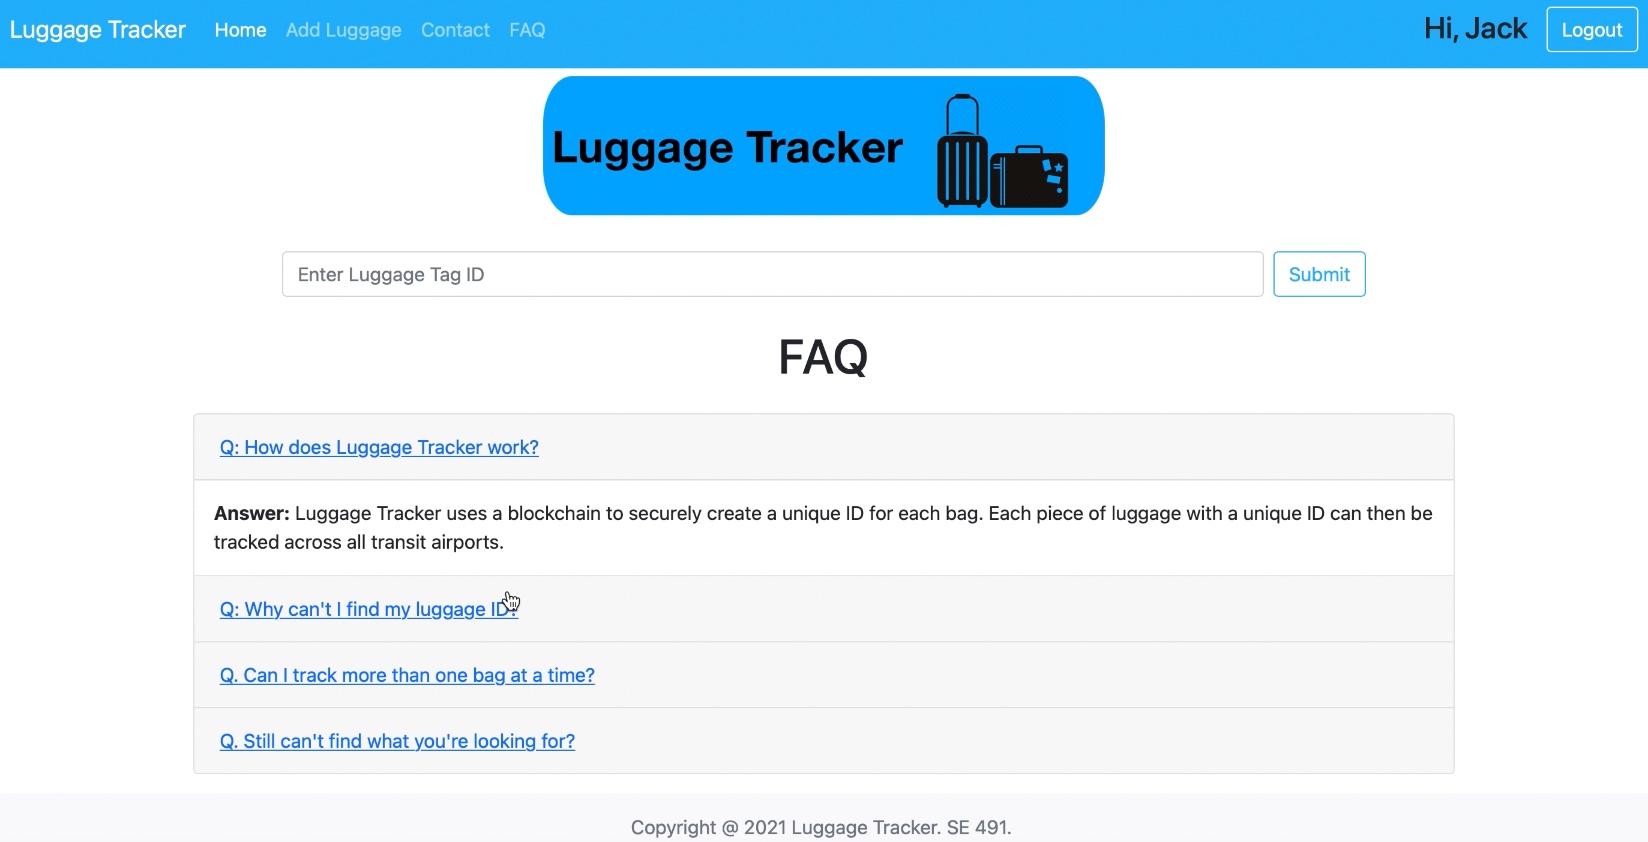 Luggage Tracker Home Add Luggage Contact FAQ Hi, Jack Logout
Luggage Tracker
Enter Luggage Tag ID Submit
FAQ
Q: How does Luggage Tracker work?
Answer: Luggage Tracker uses a blockchain to securely create a unique ID for each bag. Each piece of luggage with a unique ID can then be
tracked across all transit airports.
Q: Why can't I find my luggage ID?
Q. Can I track more than one bag at a time?
Q. Still can't find what you're looking for?
Copyright @ 2021 Luggage Tracker. SE 491.